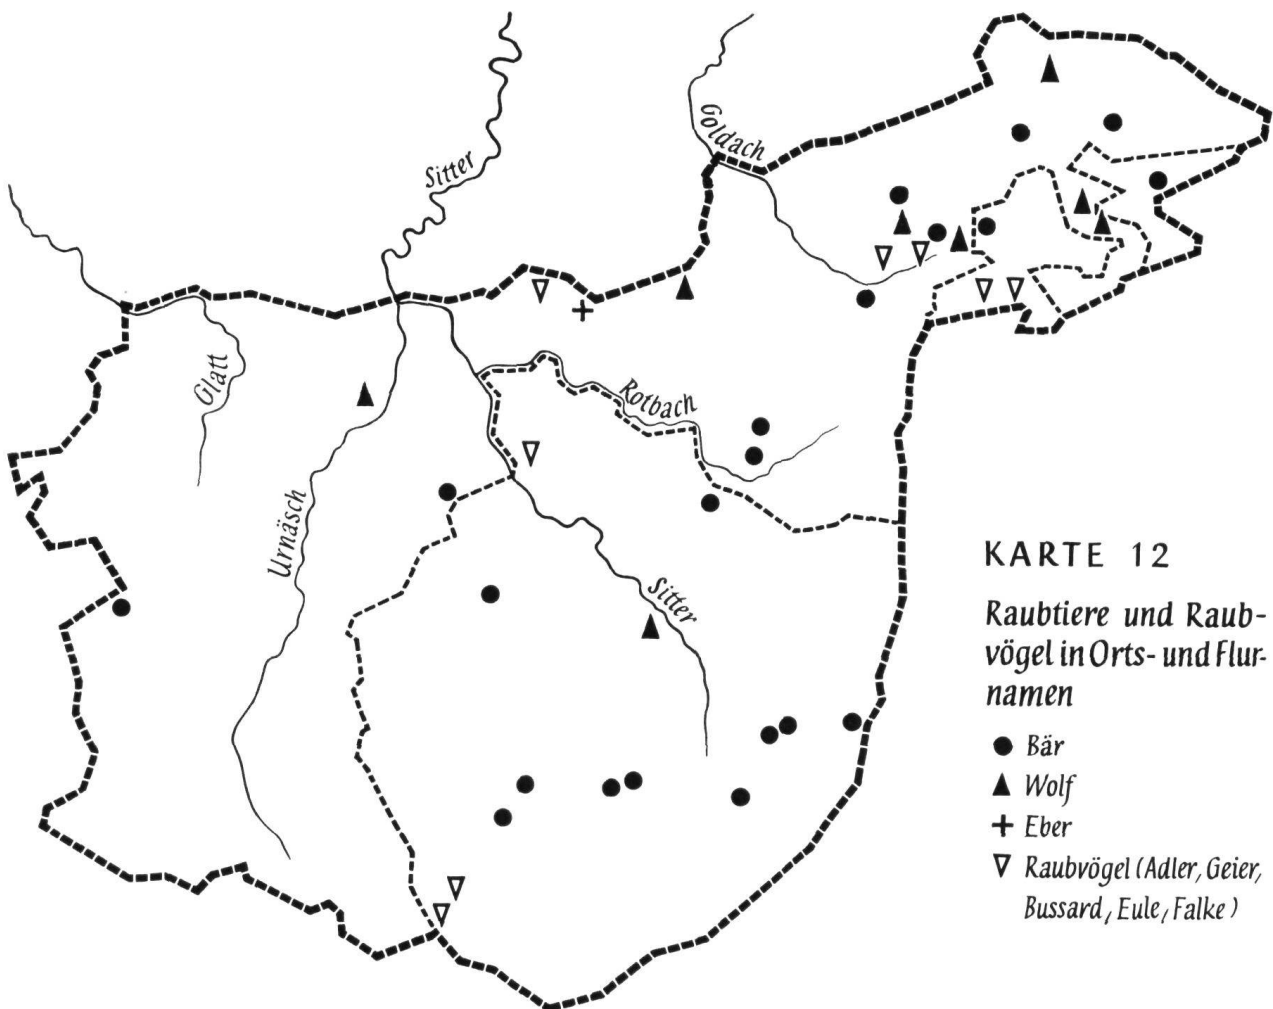 Goldach
Sitter
Glatt
Rotbach
Urnäsch
Sitter
KARTE 12
Raubtiere und Raub-
vögel in Orts- und Flur-
namen
Bär
Wolf
Eber
Raubvögel (Adler, Geier,
Bussard, Eule, Falke)